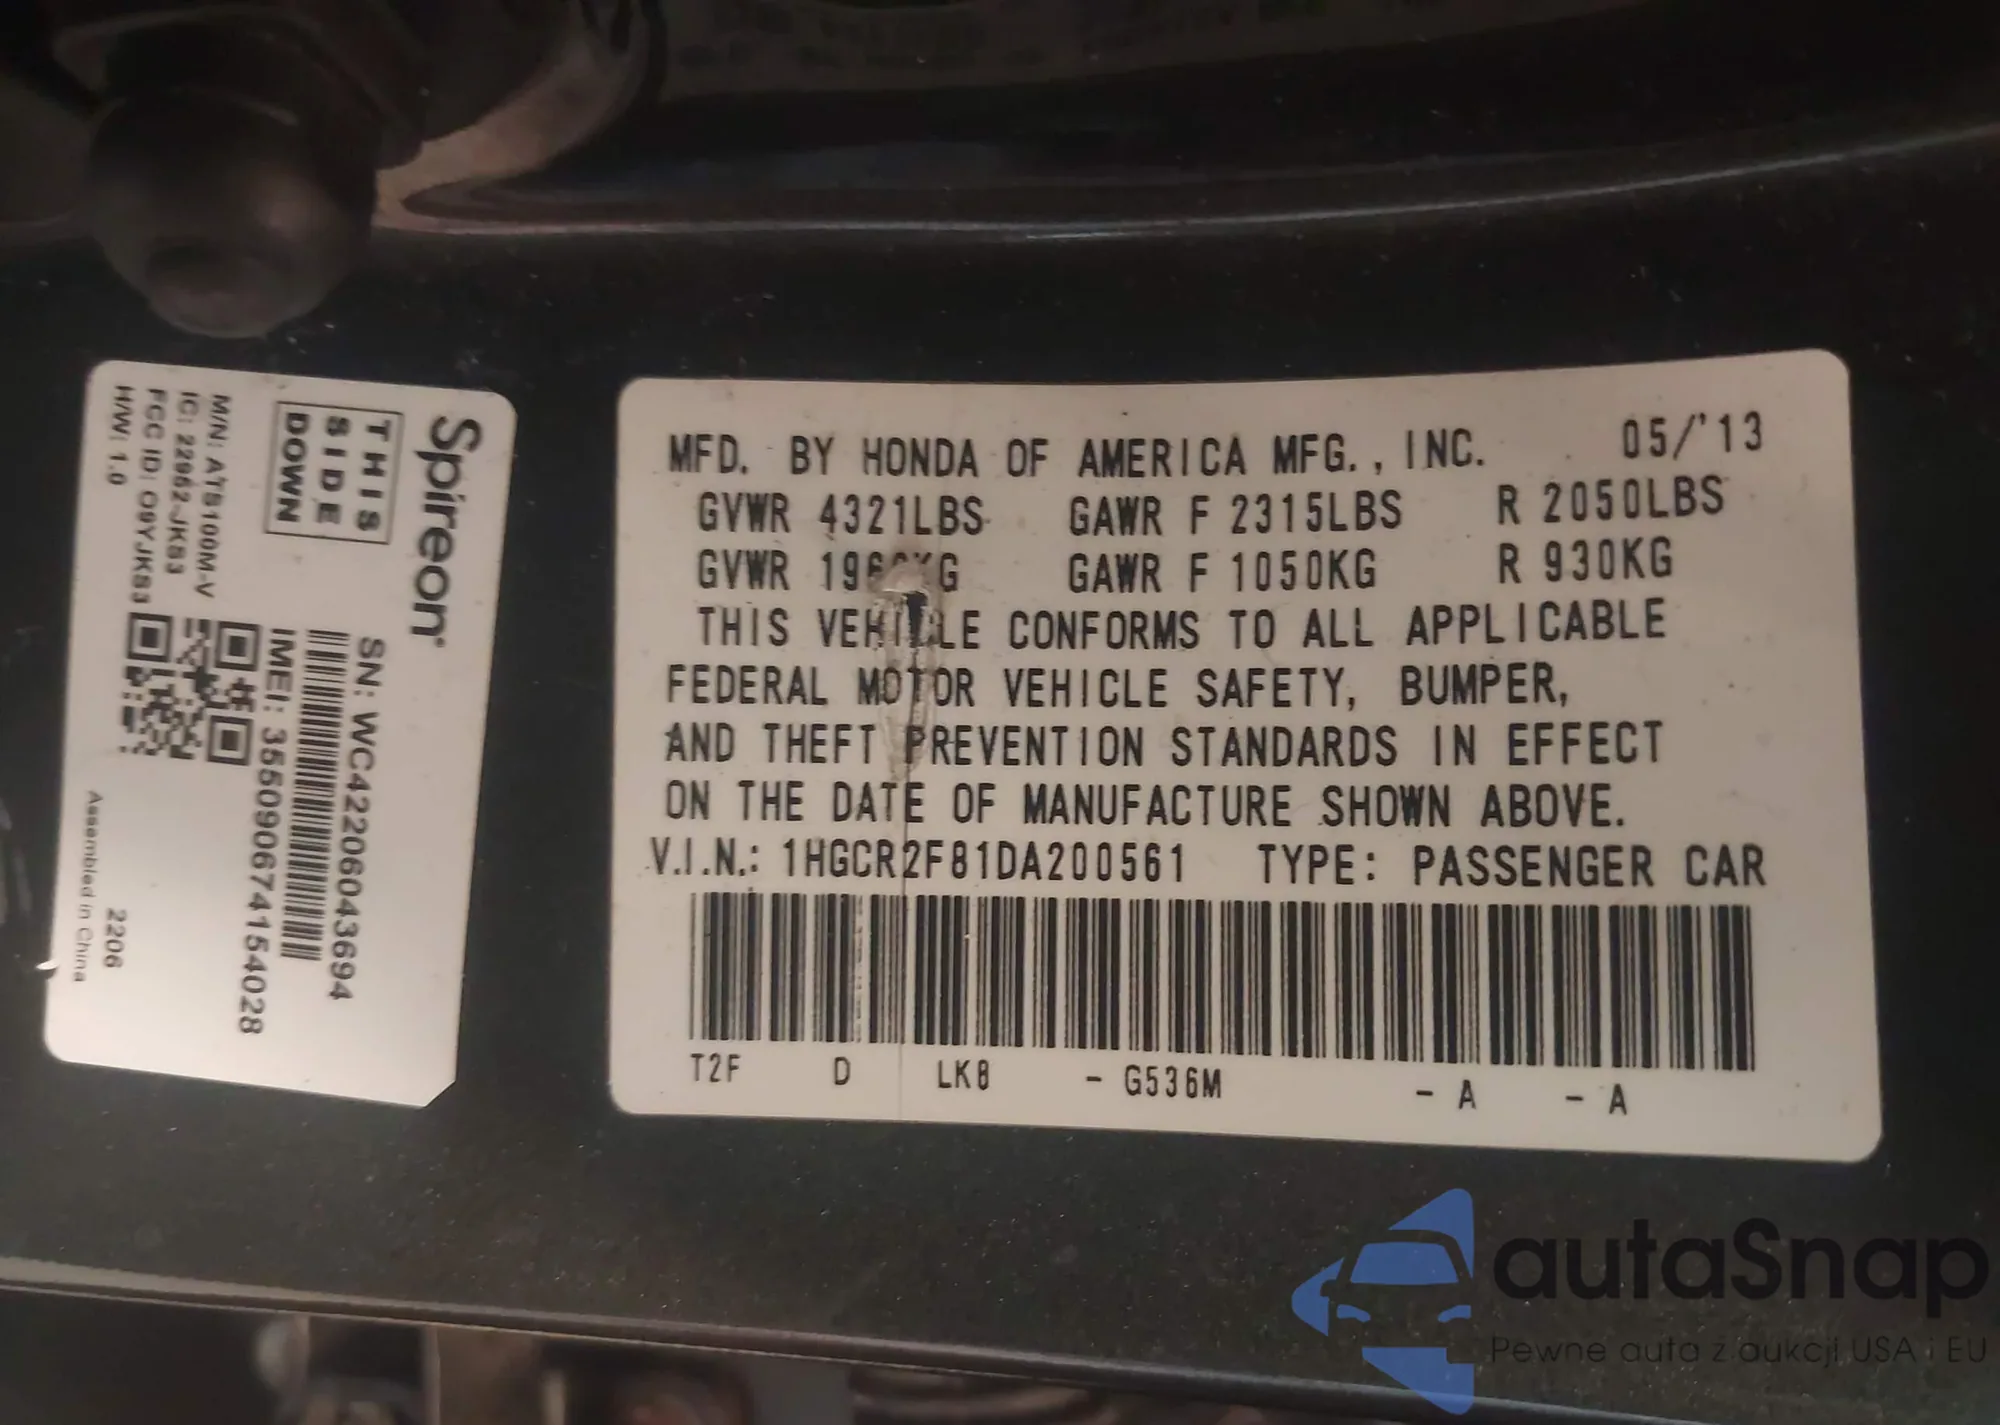 Spireon
THIS
SIDE
DOWN
M/N: ATS100M-V
IC: 22962-JKS3
FCC ID: O9YJKS3
H/W: 1.0
SN: WC42206043694
IMEI: 355090674154028
2206
Assembled in China
MFD. BY HONDA OF AMERICA MFG., INC. 05/'13
GVWR 4321LBS GAWR F 2315LBS R 2050LBS
GVWR GAWR F 1050KG R 930KG
THIS VEHICLE CONFORMS TO ALL APPLICABLE
FEDERAL MOTOR VEHICLE SAFETY, BUMPER,
AND THEFT PREVENTION STANDARDS IN EFFECT
ON THE DATE OF MANUFACTURE SHOWN ABOVE.
V.I.N.: 1HGCR2F81DA200561 TYPE: PASSENGER CAR
T2F D LK8 - G536M - A - A
autaSnap
Pewne auta z aukcji USA i EU